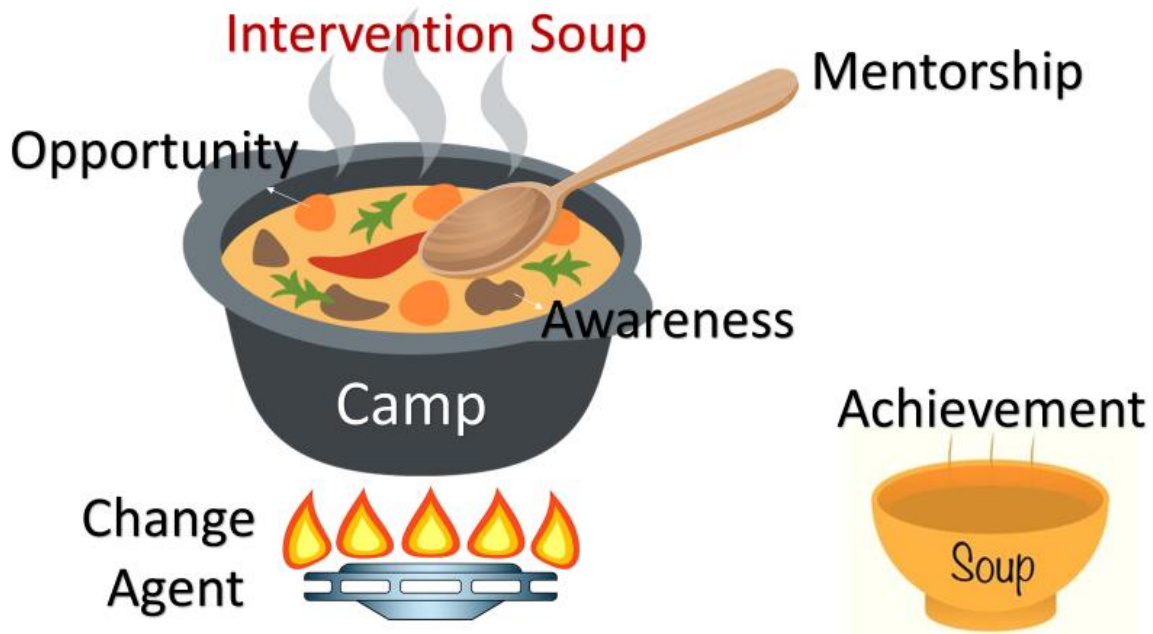 Intervention Soup
Mentorship
Opportunity
Awareness
Camp
Achievement
Change
Agent
Soup